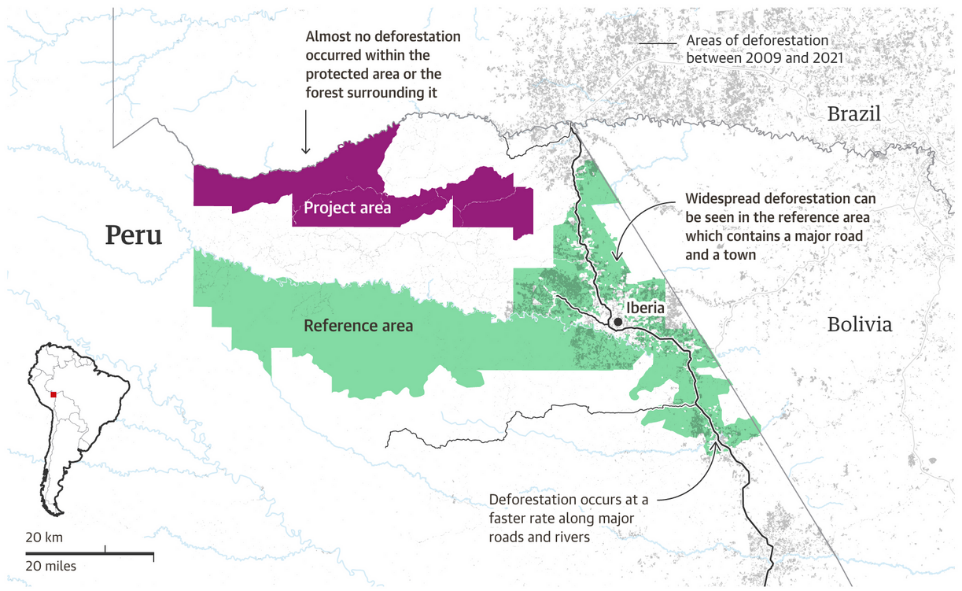 Almost no deforestation
occurred within the
protected area or the
forest surrounding it
Areas of deforestation
between 2009 and 2021
Brazil
Project area
Widespread deforestation can
be seen in the reference area
which contains a major road
and a town
Peru
Iberia
Reference area
Bolivia
Deforestation occurs at a
faster rate along major
roads and rivers
20 km
20 miles